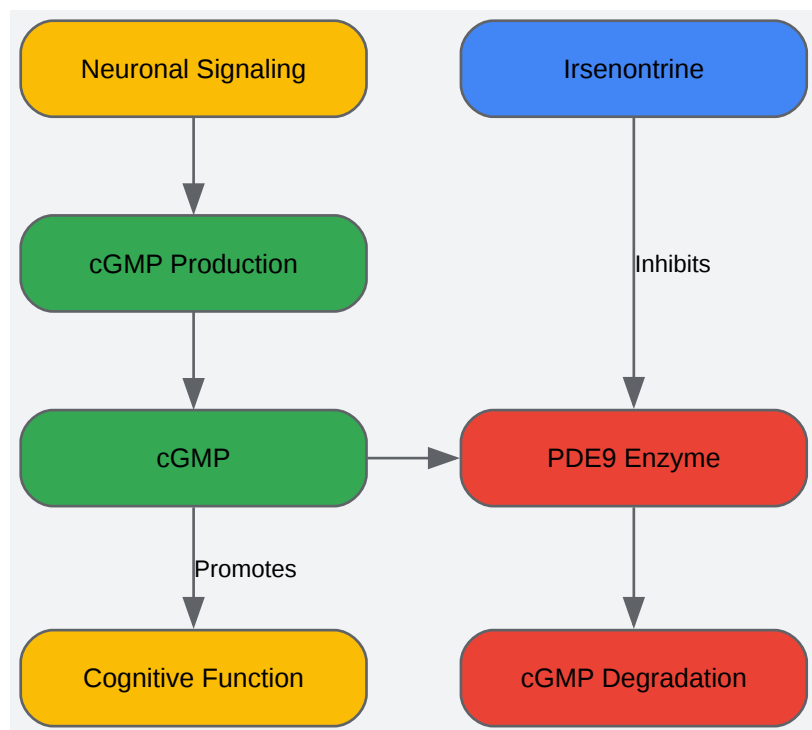 Neuronal Signaling
Irsenontrine
cGMP Production
Inhibits
cGMP
PDE9 Enzyme
Promotes
Cognitive Function
cGMP Degradation